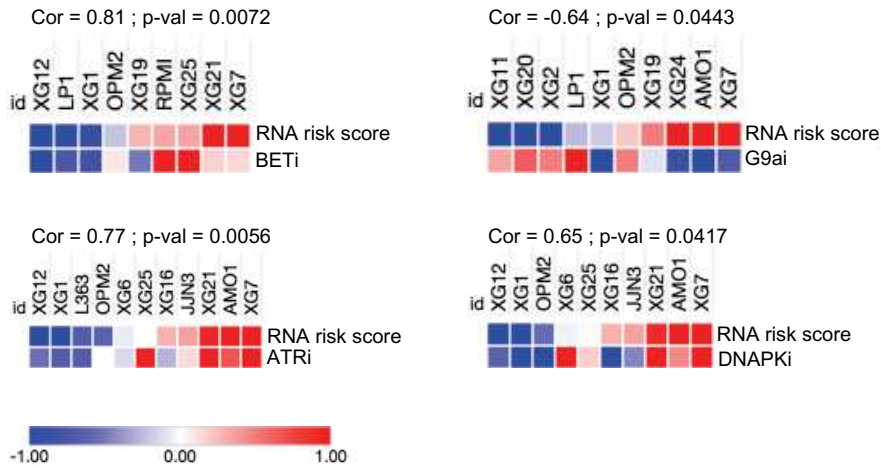 Cor = 0.81 ; p-val = 0.0072
id XG12 LP1 XG1 OPM2 XG19 RPMI XG25 XG21 XG7
RNA risk score
BETi
Cor = -0.64 ; p-val = 0.0443
id XG11 XG20 XG2 LP1 XG1 OPM2 XG19 XG24 AMO1 XG7
RNA risk score
G9ai
Cor = 0.77 ; p-val = 0.0056
id XG12 XG1 L363 OPM2 XG6 XG25 XG16 JJN3 XG21 AMO1 XG7
RNA risk score
ATRi
Cor = 0.65 ; p-val = 0.0417
id XG12 XG1 OPM2 XG6 XG25 XG16 JJN3 XG21 AMO1 XG7
RNA risk score
DNAPKi
-1.00 0.00 1.00